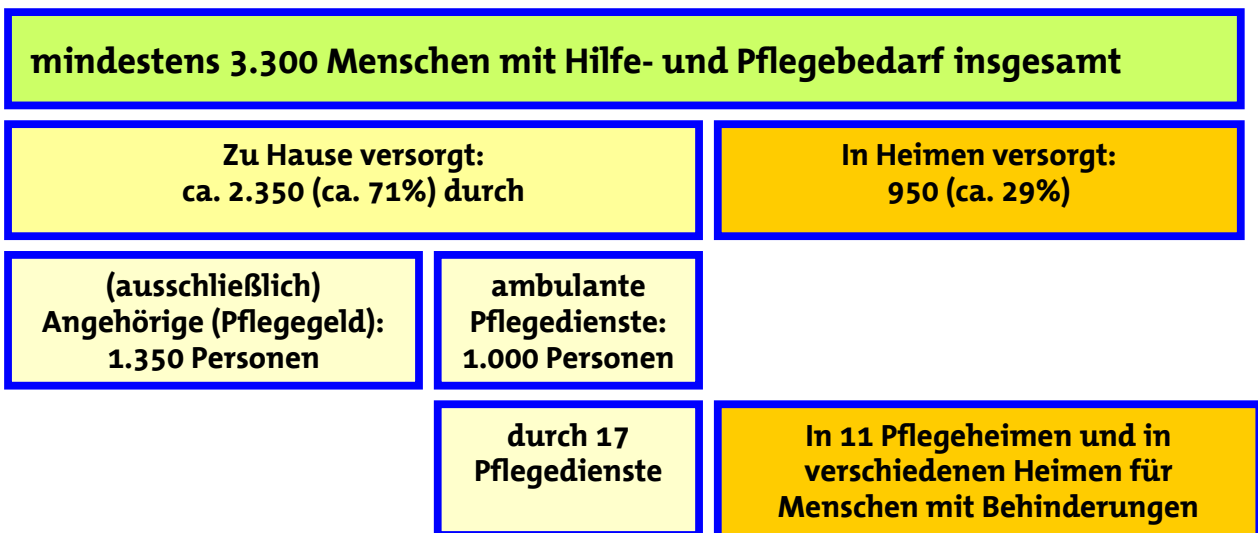 mindestens 3.300 Menschen mit Hilfe- und Pflegebedarf insgesamt
Zu Hause versorgt:
ca. 2.350 (ca. 71%) durch
In Heimen versorgt:
950 (ca. 29%)
(ausschließlich)
Angehörige (Pflegegeld):
1.350 Personen
ambulante
Pflegedienste:
1.000 Personen
durch 17
Pflegedienste
In 11 Pflegeheimen und in
verschiedenen Heimen für
Menschen mit Behinderungen